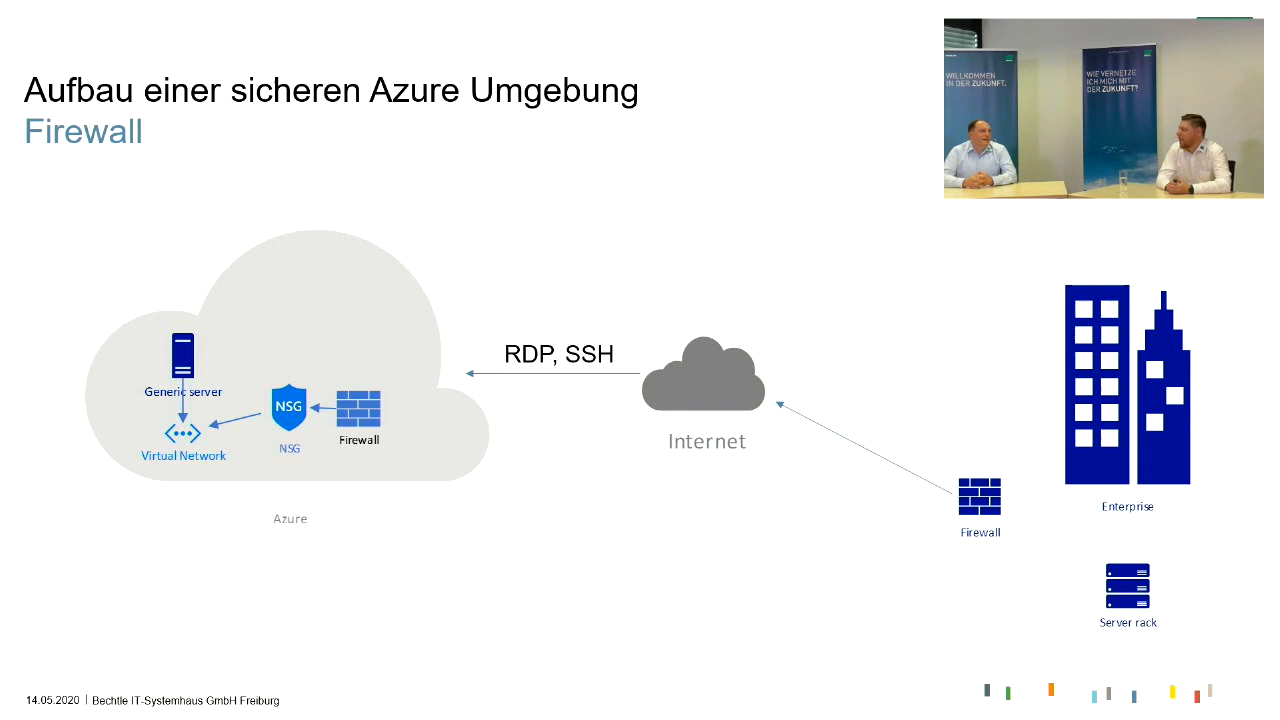 Aufbau einer sicheren Azure Umgebung
Firewall
WILLKOMMEN
IN DER ZUKUNFT.
WIE VERNETZE
ICH MICH MIT
DER ZUKUNFT?
RDP, SSH
Generic server
NSG
Virtual Network
NSG
Firewall
Internet
Azure
Enterprise
Firewall
Server rack
14.05.2020 | Bechtle IT-Systemhaus GmbH Freiburg